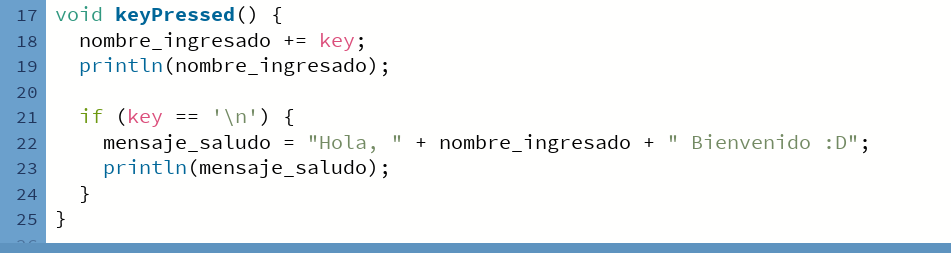 17 void keyPressed() {
18   nombre_ingresado += key;
19   println(nombre_ingresado);
20
21   if (key == '\n') {
22     mensaje_saludo = "Hola, " + nombre_ingresado + " Bienvenido :D";
23     println(mensaje_saludo);
24   }
25 }